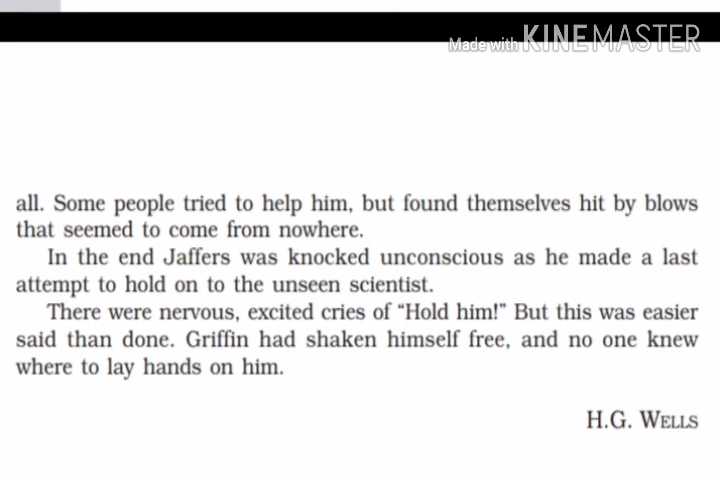 Made with KINEMASTER
all. Some people tried to help him, but found themselves hit by blows
that seemed to come from nowhere.
In the end Jaffers was knocked unconscious as he made a last
attempt to hold on to the unseen scientist.
There were nervous, excited cries of “Hold him!” But this was easier
said than done. Griffin had shaken himself free, and no one knew
where to lay hands on him.
H.G. WELLS